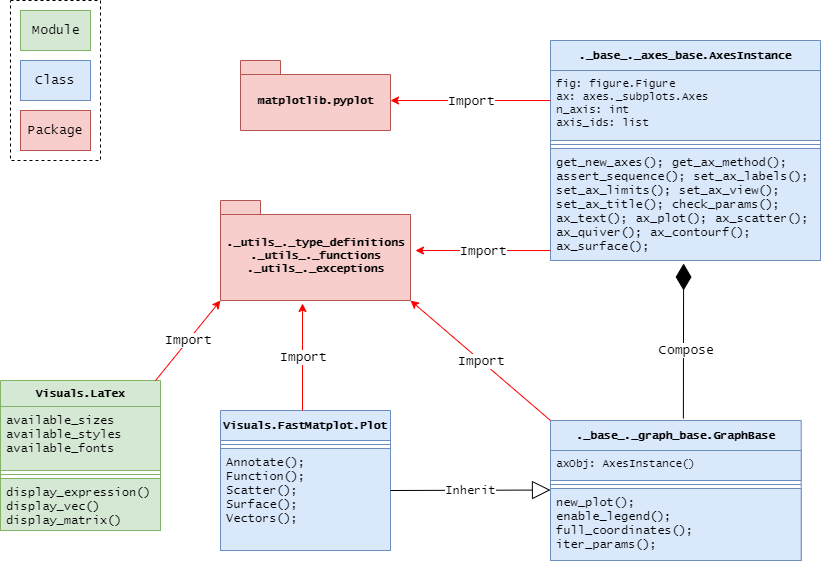 Module
Class
Package
matplotlib.pyplot
Import
._base_._axes_base.AxesInstance
fig: figure.Figure
ax: axes._subplots.Axes
n_axis: int
axis_ids: list
get_new_axes(); get_ax_method();
assert_sequence(); set_ax_labels();
set_ax_limits(); set_ax_view();
set_ax_title(); check_params();
ax_text(); ax_plot(); ax_scatter();
ax_quiver(); ax_contourf();
ax_surface();
._utils_._type_definitions
._utils_._functions
._utils_._exceptions
Import
Import
Import
Import
Compose
Visuals.LaTex
available_sizes
available_styles
available_fonts
display_expression()
display_vec()
display_matrix()
Visuals.FastMatplot.Plot
Annotate();
Function();
Scatter();
Surface();
Vectors();
Inherit
._base_._graph_base.GraphBase
axObj: AxesInstance()
new_plot();
enable_legend();
full_coordinates();
iter_params();